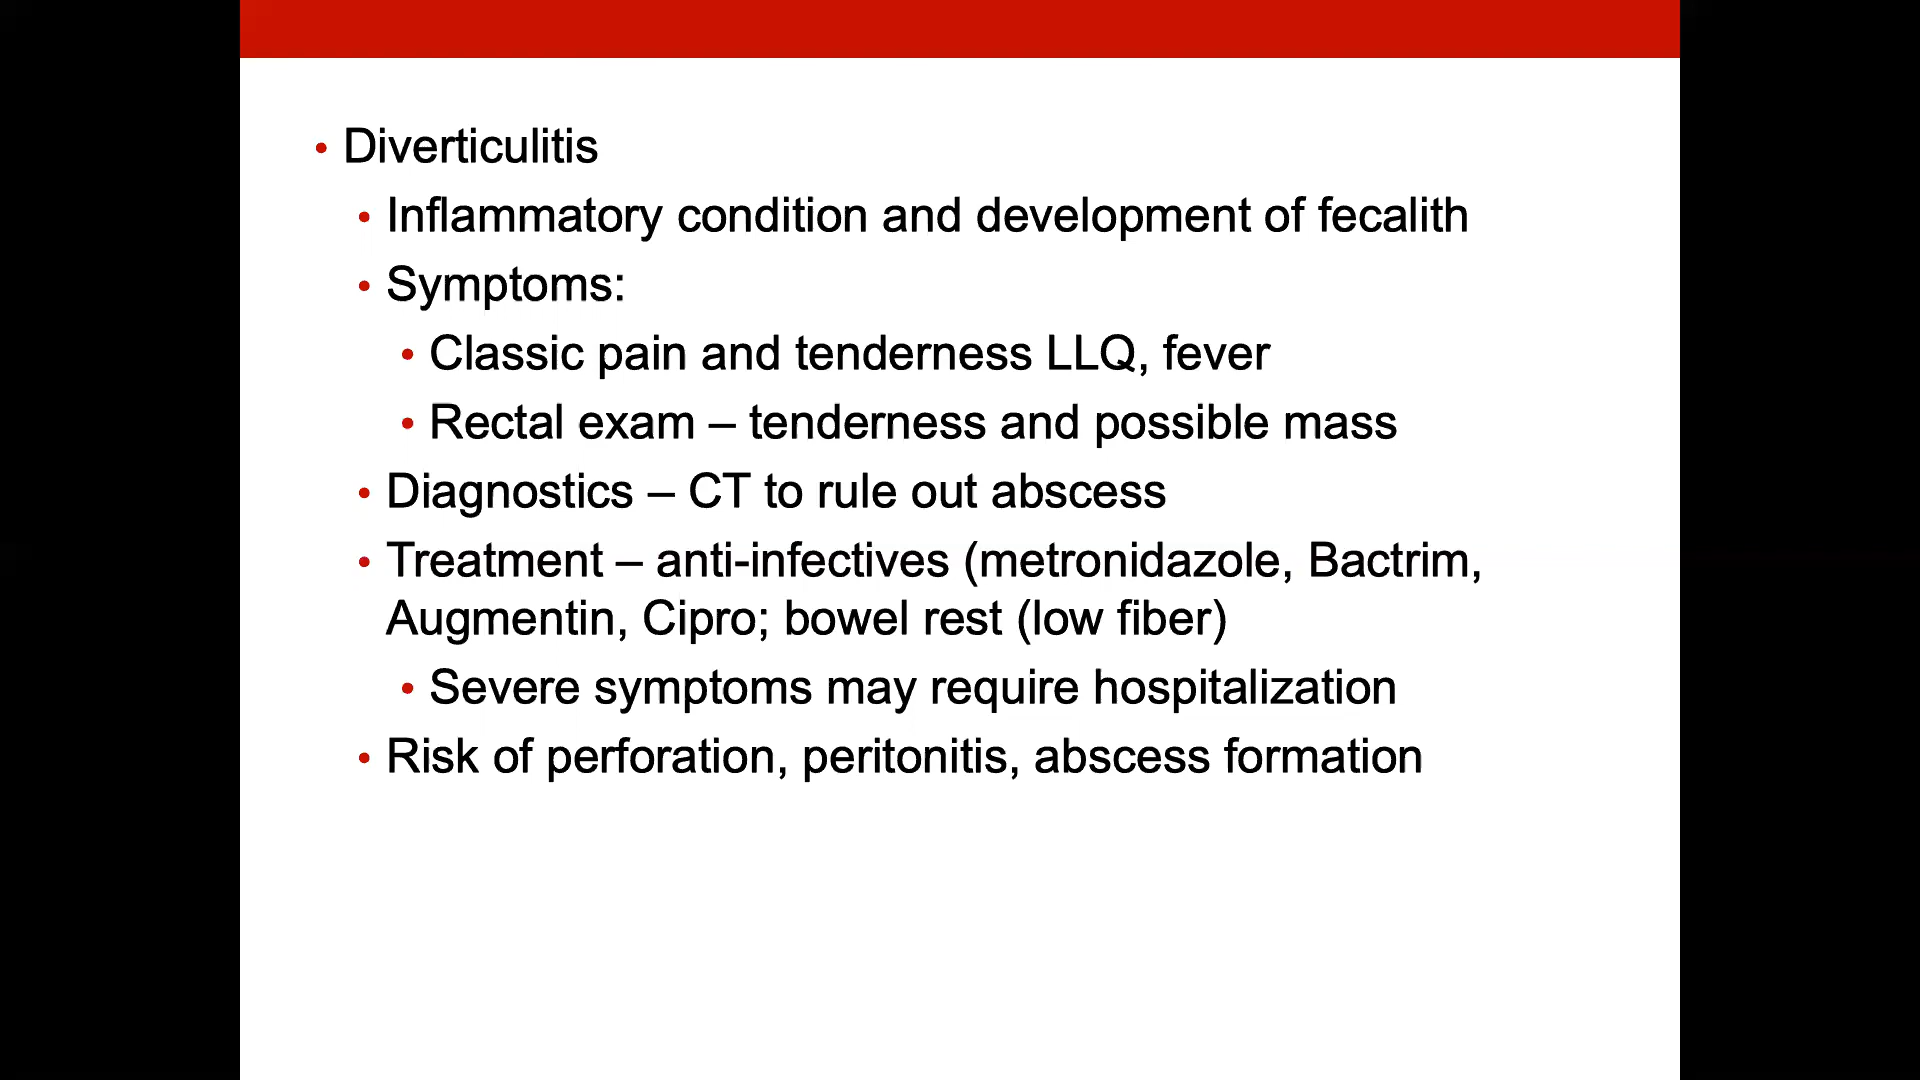 • Diverticulitis
• Inflammatory condition and development of fecalith
• Symptoms:
• Classic pain and tenderness LLQ, fever
• Rectal exam – tenderness and possible mass
• Diagnostics – CT to rule out abscess
• Treatment – anti-infectives (metronidazole, Bactrim,
Augmentin, Cipro; bowel rest (low fiber)
• Severe symptoms may require hospitalization
• Risk of perforation, peritonitis, abscess formation